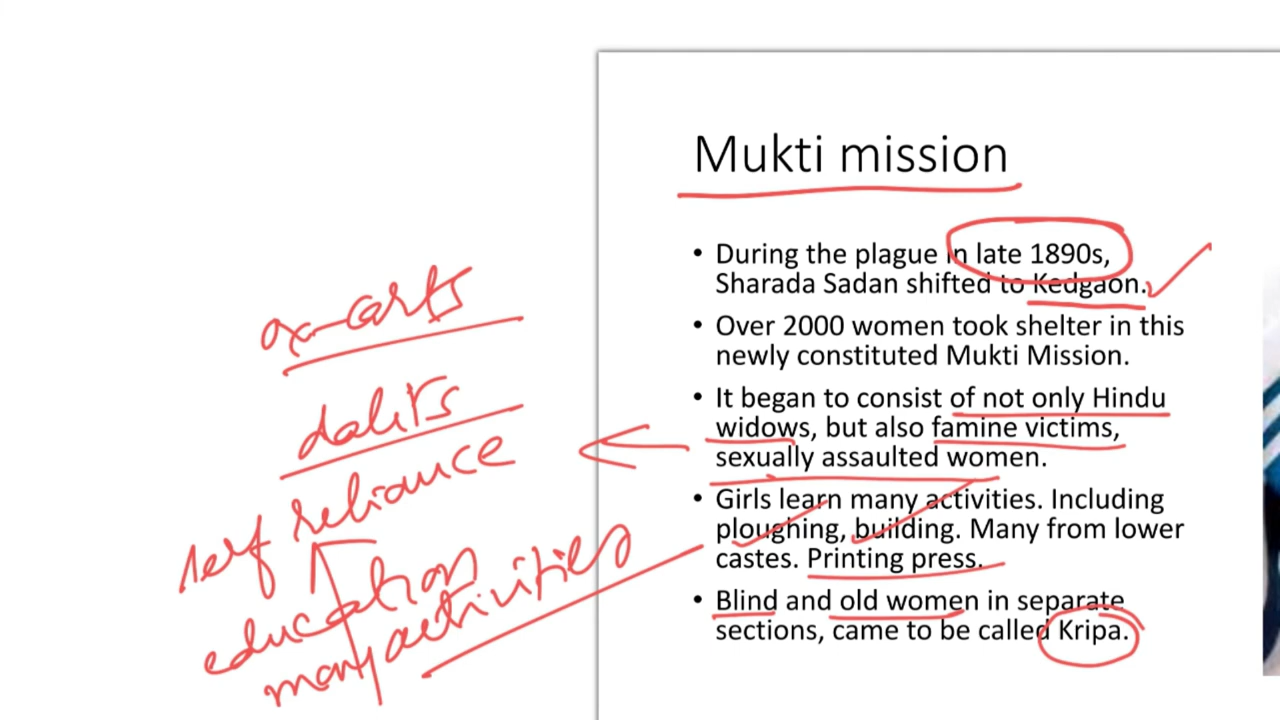 Mukti mission
• During the plague in late 1890s,
Sharada Sadan shifted to Kedgaon.
• Over 2000 women took shelter in this
newly constituted Mukti Mission.
• It began to consist of not only Hindu
widows, but also famine victims,
sexually assaulted women.
• Girls learn many activities. Including
ploughing, building. Many from lower
castes. Printing press.
• Blind and old women in separate
sections, came to be called Kripa.
ox-carts
dalits
self reliance
education
many activities